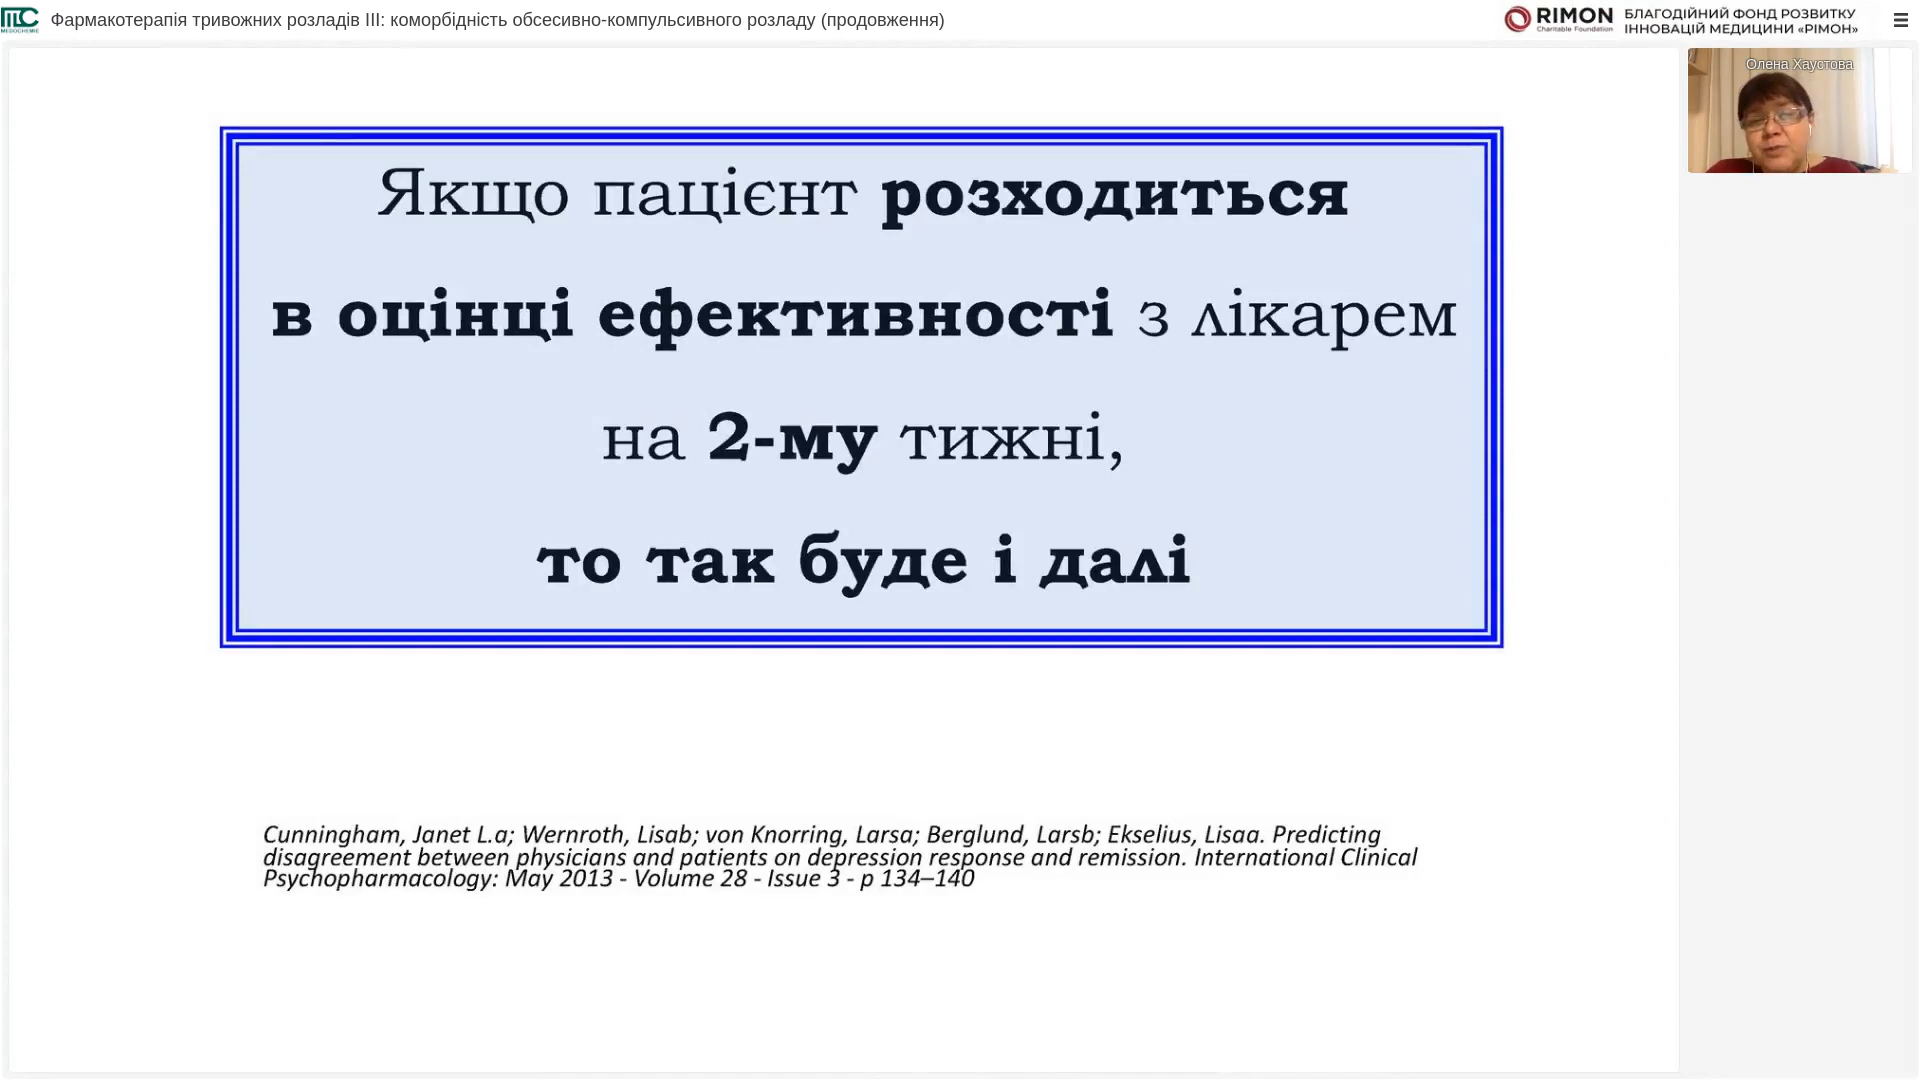 MEDOCHEMIE
Фармакотерапія тривожних розладів III: коморбідність обсесивно-компульсивного розладу (продовження)
RIMON
Charitable Foundation
БЛАГОДІЙНИЙ ФОНД РОЗВИТКУ
ІННОВАЦІЙ МЕДИЦИНИ «РІМОН»
Олена Хаустова
Якщо пацієнт розходиться
в оцінці ефективності з лікарем
на 2-му тижні,
то так буде і далі
Cunningham, Janet L.a; Wernroth, Lisab; von Knorring, Larsa; Berglund, Larsb; Ekselius, Lisaa. Predicting
disagreement between physicians and patients on depression response and remission. International Clinical
Psychopharmacology: May 2013 - Volume 28 - Issue 3 - p 134–140